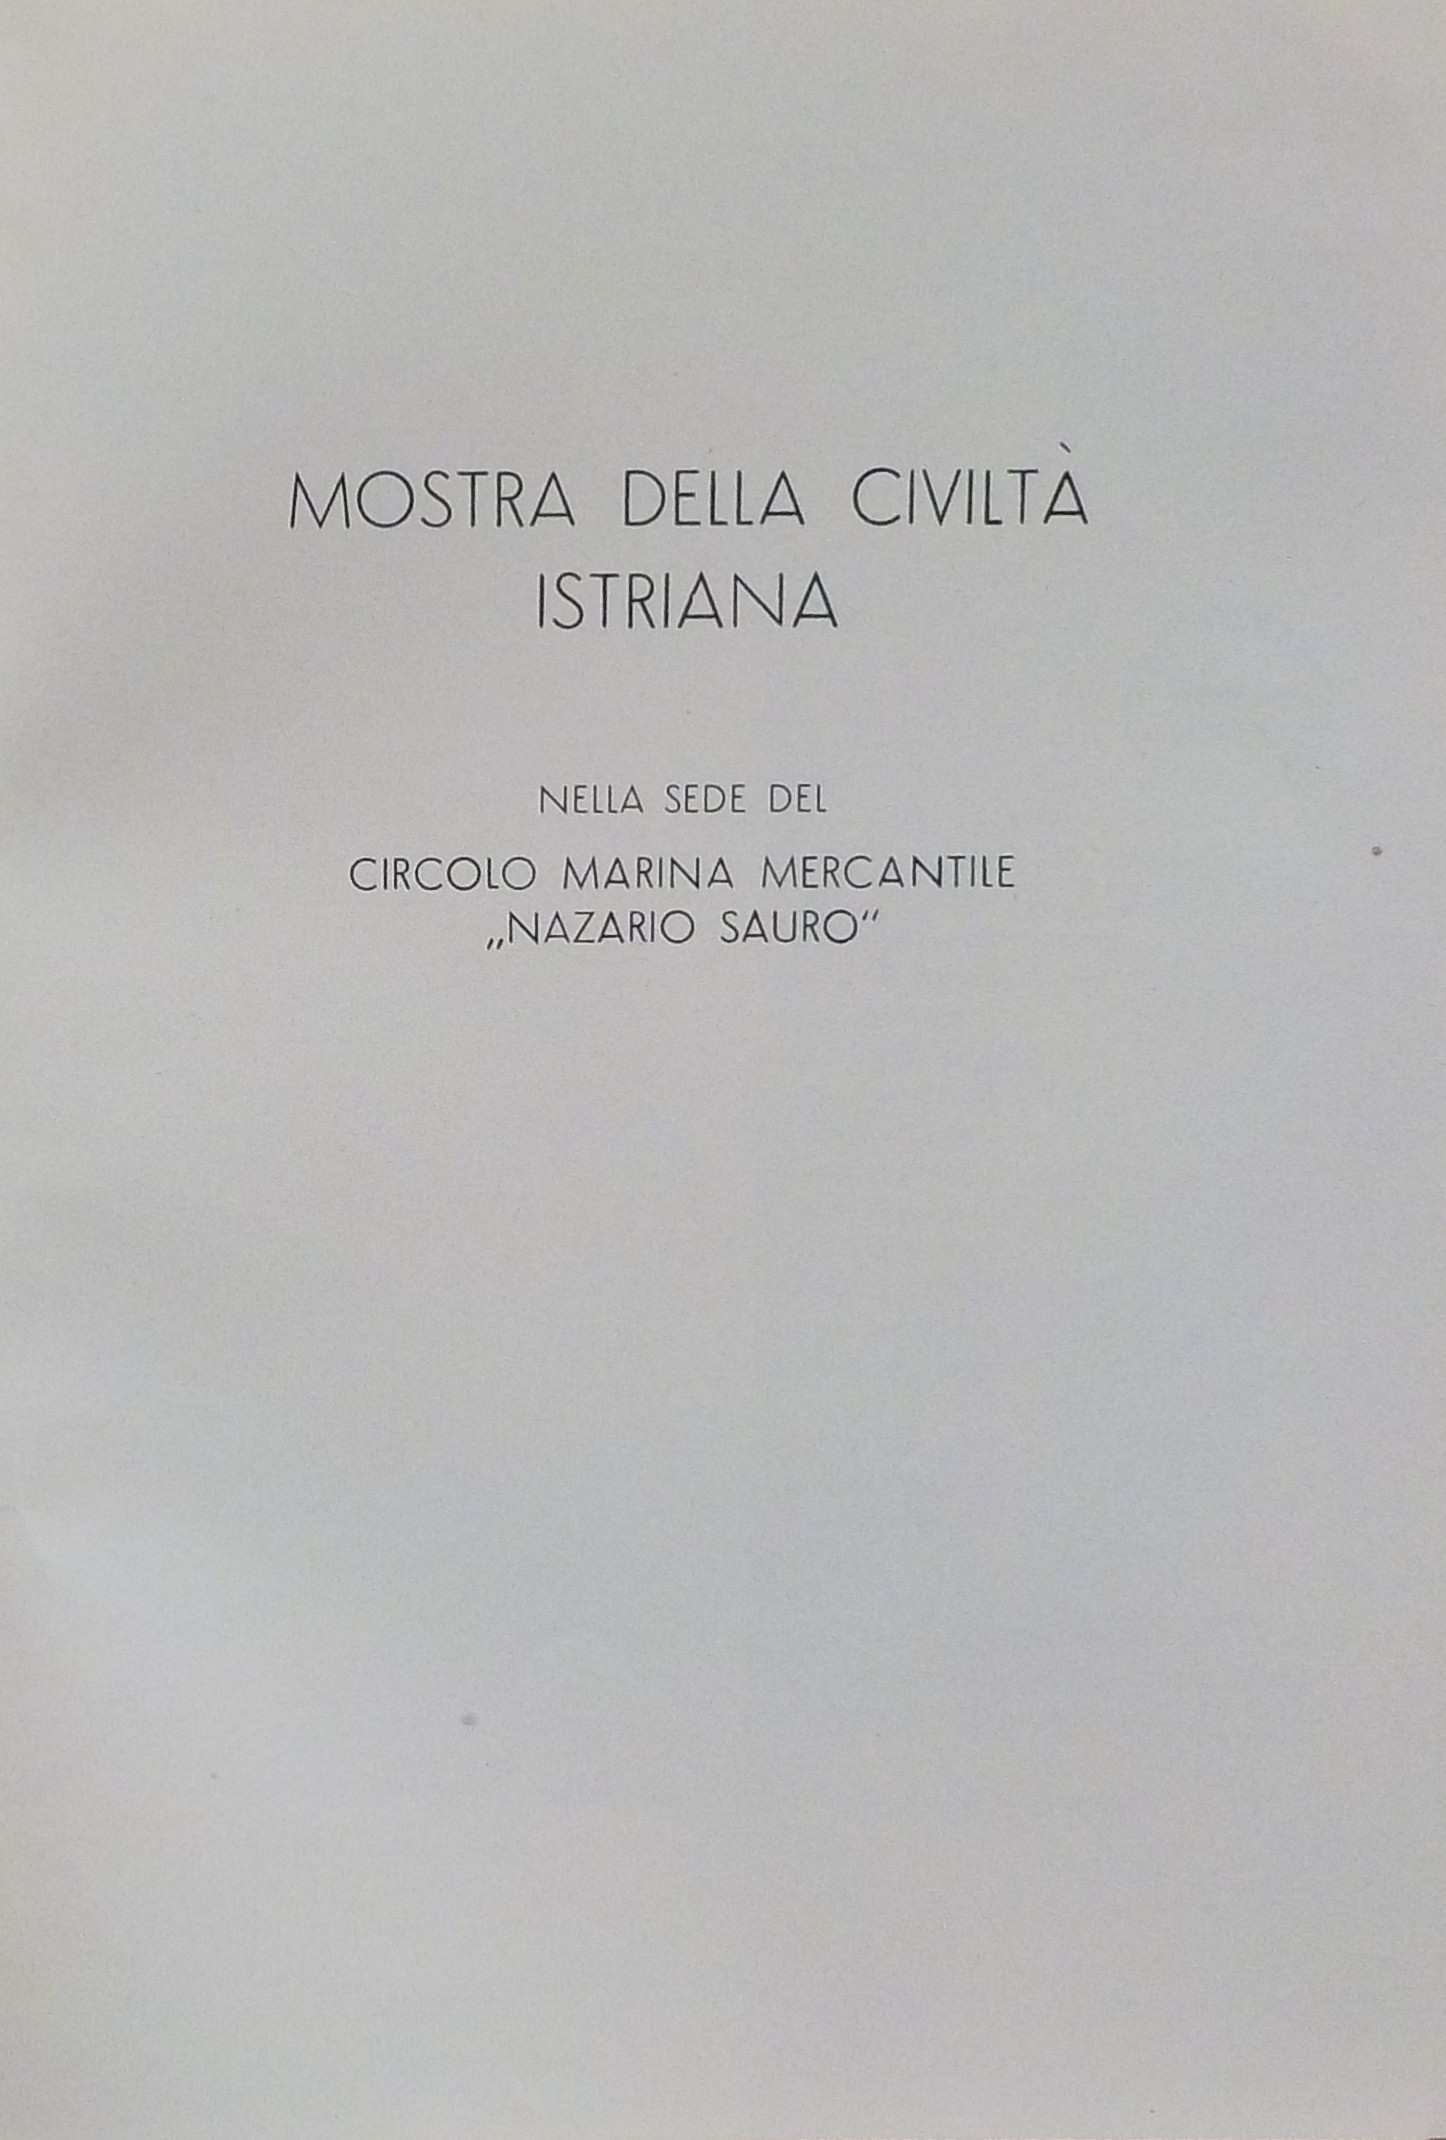 MOSTRA DELLA CIVILTÀ
ISTRIANA
NELLA SEDE DEL
CIRCOLO MARINA MERCANTILE
„NAZARIO SAURO“